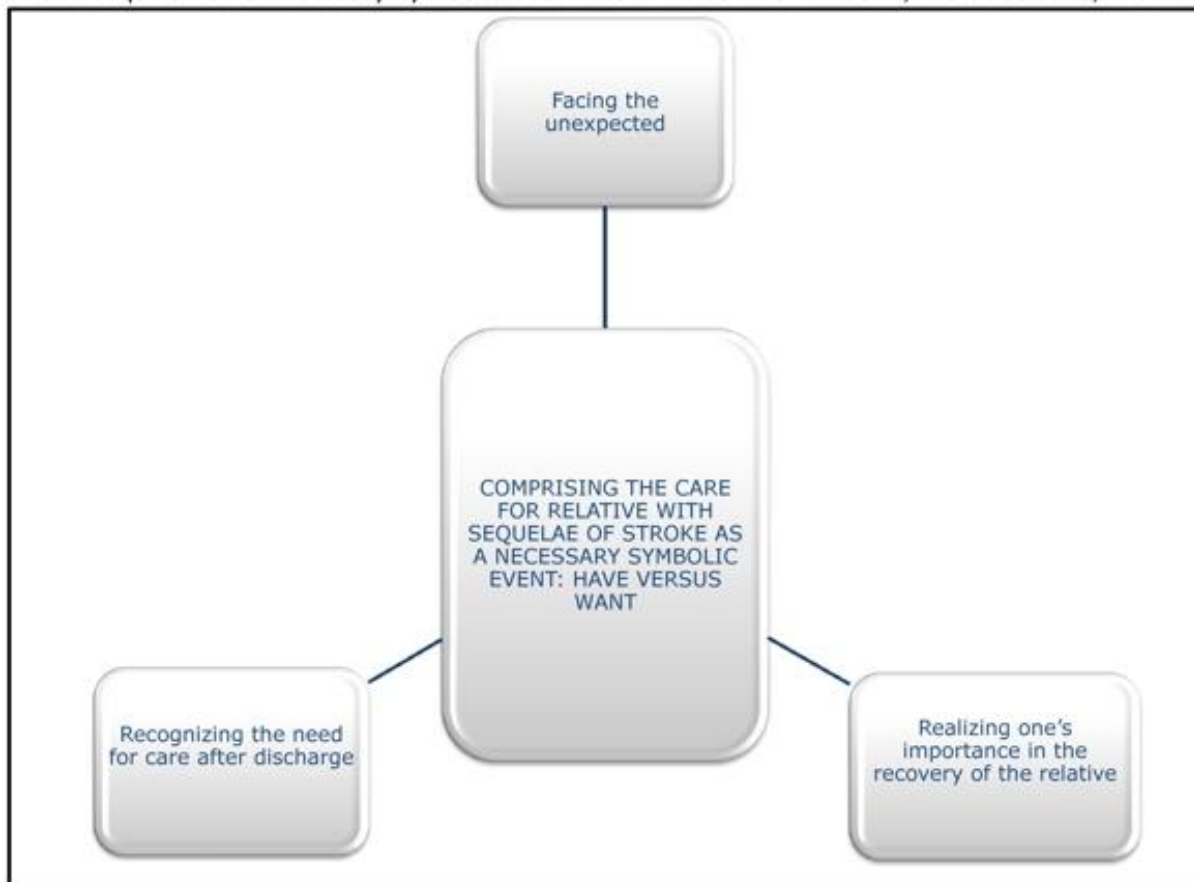 Facing the
unexpected
COMPRISING THE CARE
FOR RELATIVE WITH
SEQUELAE OF STROKE AS
A NECESSARY SYMBOLIC
EVENT: HAVE VERSUS
WANT
Recognizing the need
for care after discharge
Realizing one’s
importance in the
recovery of the relative